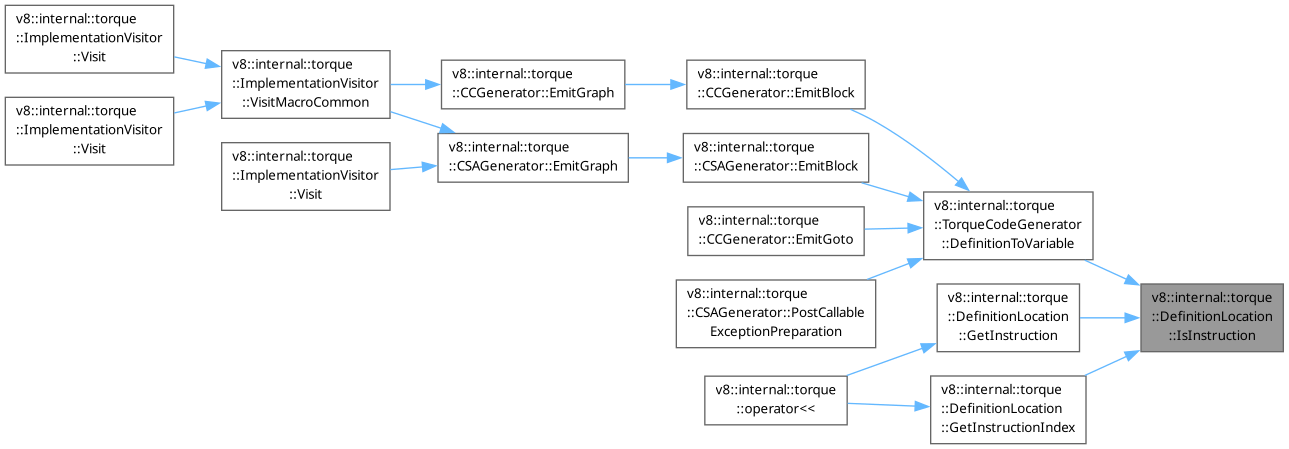 v8::internal::torque
::ImplementationVisitor
::Visit
v8::internal::torque
::ImplementationVisitor
::Visit
v8::internal::torque
::ImplementationVisitor
::VisitMacroCommon
v8::internal::torque
::ImplementationVisitor
::Visit
v8::internal::torque
::CCGenerator::EmitGraph
v8::internal::torque
::CSAGenerator::EmitGraph
v8::internal::torque
::CCGenerator::EmitBlock
v8::internal::torque
::CSAGenerator::EmitBlock
v8::internal::torque
::CCGenerator::EmitGoto
v8::internal::torque
::CSAGenerator::PostCallable
ExceptionPreparation
v8::internal::torque
::operator<<
v8::internal::torque
::TorqueCodeGenerator
::DefinitionToVariable
v8::internal::torque
::DefinitionLocation
::GetInstruction
v8::internal::torque
::DefinitionLocation
::GetInstructionIndex
v8::internal::torque
::DefinitionLocation
::IsInstruction